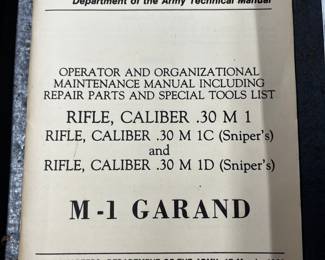 Department of the Army Technical Manual
OPERATOR AND ORGANIZATIONAL
MAINTENANCE MANUAL INCLUDING
REPAIR PARTS AND SPECIAL TOOLS LIST
RIFLE, CALIBER .30 M 1
RIFLE, CALIBER .30 M 1C (Sniper's)
and
RIFLE, CALIBER .30 M 1D (Sniper's)
M-1 GARAND